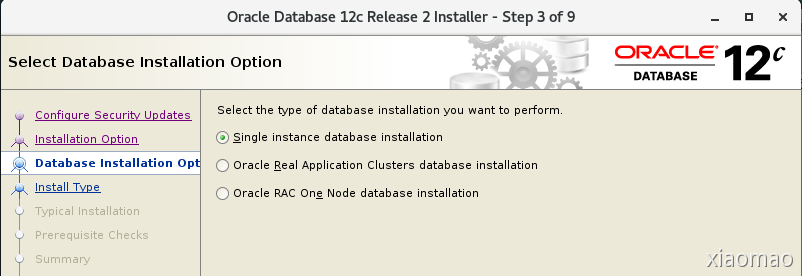 Oracle Database 12c Release 2 Installer - Step 3 of 9
Select Database Installation Option
ORACLE
DATABASE
12c
Configure Security Updates
Installation Option
Database Installation Opt
Install Type
Typical Installation
Prerequisite Checks
Summary
Select the type of database installation you want to perform.
Single instance database installation
Oracle Real Application Clusters database installation
Oracle RAC One Node database installation
xiaomao